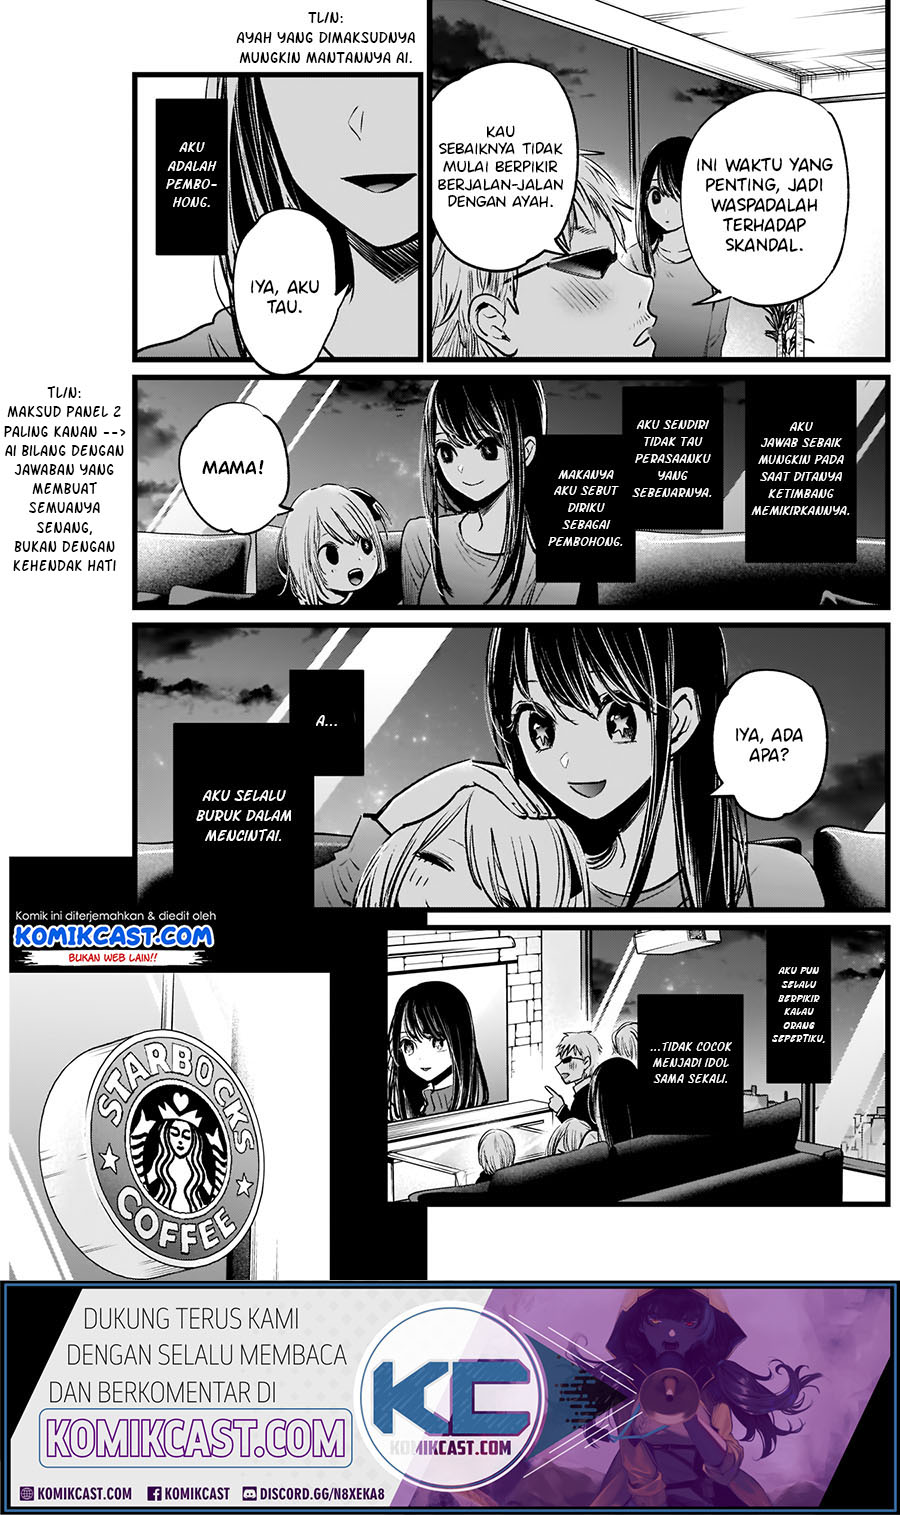 TL/N:
AYAH YANG DIMAKSUDNYA
MUNGKIN MANTANNYA AI.
INI WAKTU YANG
PENTING, JADI
WASPADALAH
TERHADAP
SKANDAL.
KAU
SEBAIKNYA TIDAK
MULAI BERPIKIR
BERJALAN-JALAN
DENGAN AYAH.
AKU
ADALAH
PEMBO-
HONG.
IYA, AKU
TAU.
TL/N:
MAKSUD PANEL 2
PALING KANAN -->
AI BILANG DENGAN
JAWABAN YANG
MEMBUAT
SEMUANYA
SENANG,
BUKAN DENGAN
KEHENDAK HATI
AKU
JAWAB SEBAIK
MUNGKIN PADA
SAAT DITANYA
KETIMBANG
MEMIKIRKANNYA.
AKU SENDIRI
TIDAK TAU
PERASAANKU
YANG
SEBENARNYA.
MAKANYA
AKU SEBUT
DIRIKU
SEBAGAI
PEMBOHONG.
MAMA!
IYA, ADA
APA?
A...
AKU SELALU
BURUK DALAM
MENCINTAI.
AKU PUN
SELALU
BERPIKIR
KALAU
ORANG
SEPERTIKU,
...TIDAK COCOK
MENJADI IDOL
SAMA SEKALI.
Komik ini diterjemahkan & diedit oleh
KOMIKCAST.COM
BUKAN WEB LAIN!!
STARBOCKS
COFFEE
DUKUNG TERUS KAMI
DENGAN SELALU MEMBACA
DAN BERKOMENTAR DI
KOMIKCAST.COM
KC
KOMIKCAST.COM
KOMIKCAST.COM KOMIKCAST DISCORD.GG/N8XEKA8